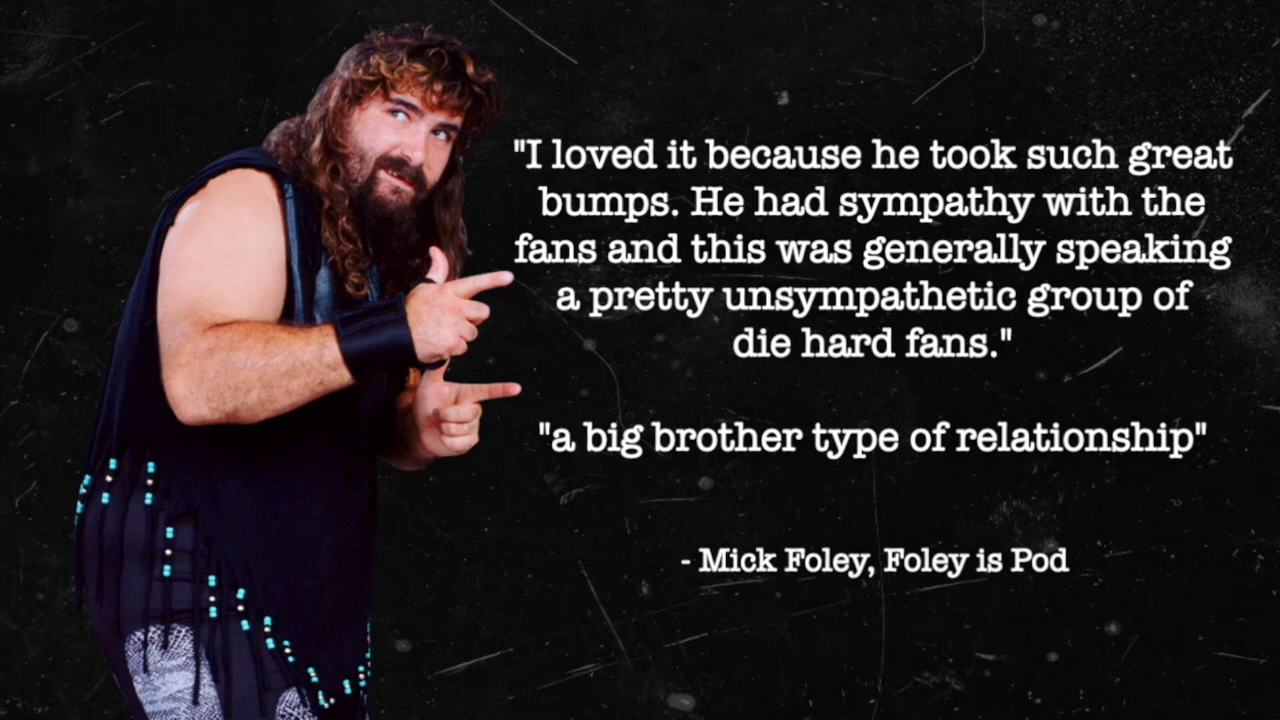 "I loved it because he took such great
bumps. He had sympathy with the
fans and this was generally speaking
a pretty unsympathetic group of
die hard fans."
"a big brother type of relationship"
- Mick Foley, Foley is Pod